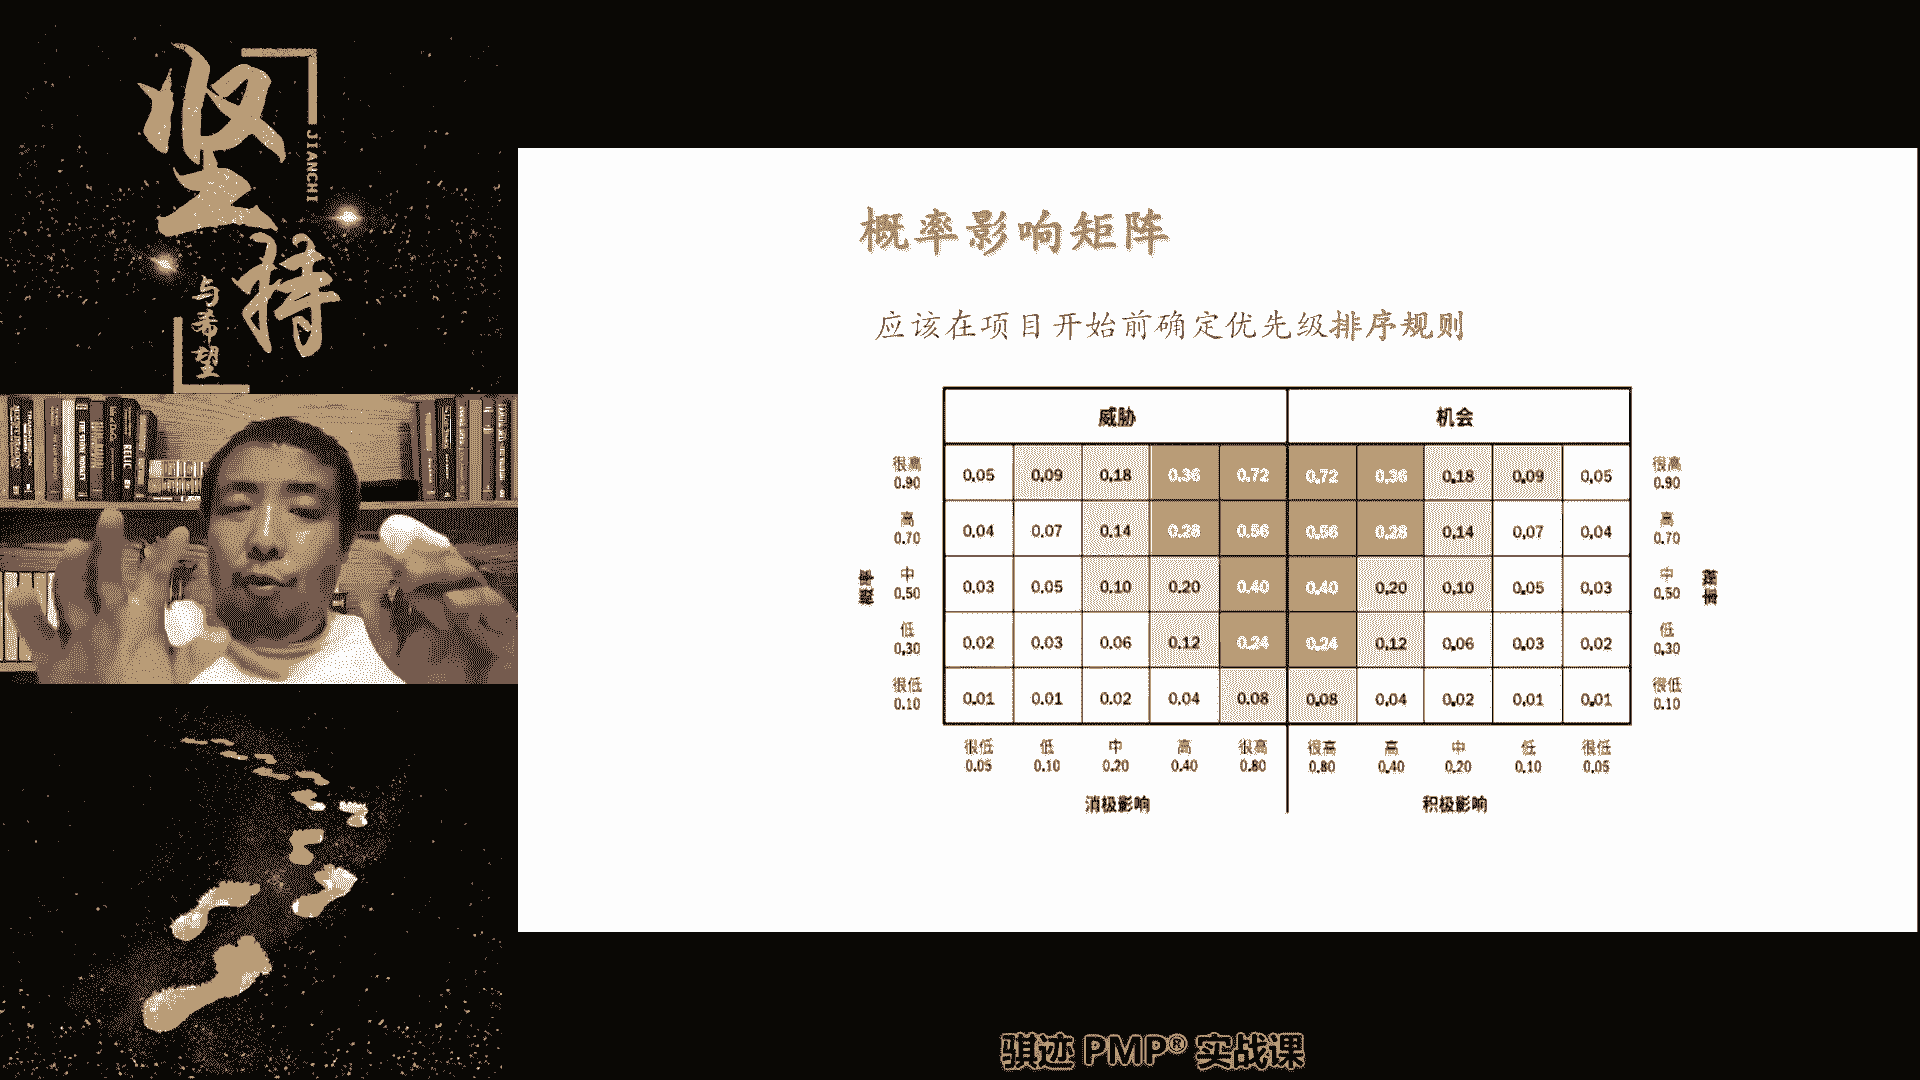 坚持
JIANCHI
与希望
概率影响矩阵
应该在项目开始前确定优先级排序规则
威胁 机会
很高 0.90 0.05 0.09 0.18 0.36 0.72 0.72 0.36 0.18 0.09 0.05 很高 0.90
高 0.70 0.04 0.07 0.14 0.28 0.56 0.56 0.28 0.14 0.07 0.04 高 0.70
中 0.50 0.03 0.05 0.10 0.20 0.40 0.40 0.20 0.10 0.05 0.03 中 0.50
低 0.30 0.02 0.03 0.06 0.12 0.24 0.24 0.12 0.06 0.03 0.02 低 0.30
很低 0.10 0.01 0.01 0.02 0.04 0.08 0.08 0.04 0.02 0.01 0.01 很低 0.10
概率 概率
很低 低 中 高 很高 很高 高 中 低 很低
0.05 0.10 0.20 0.40 0.80 0.80 0.40 0.20 0.10 0.05
消极影响 积极影响
骐迹 PMP® 实战课